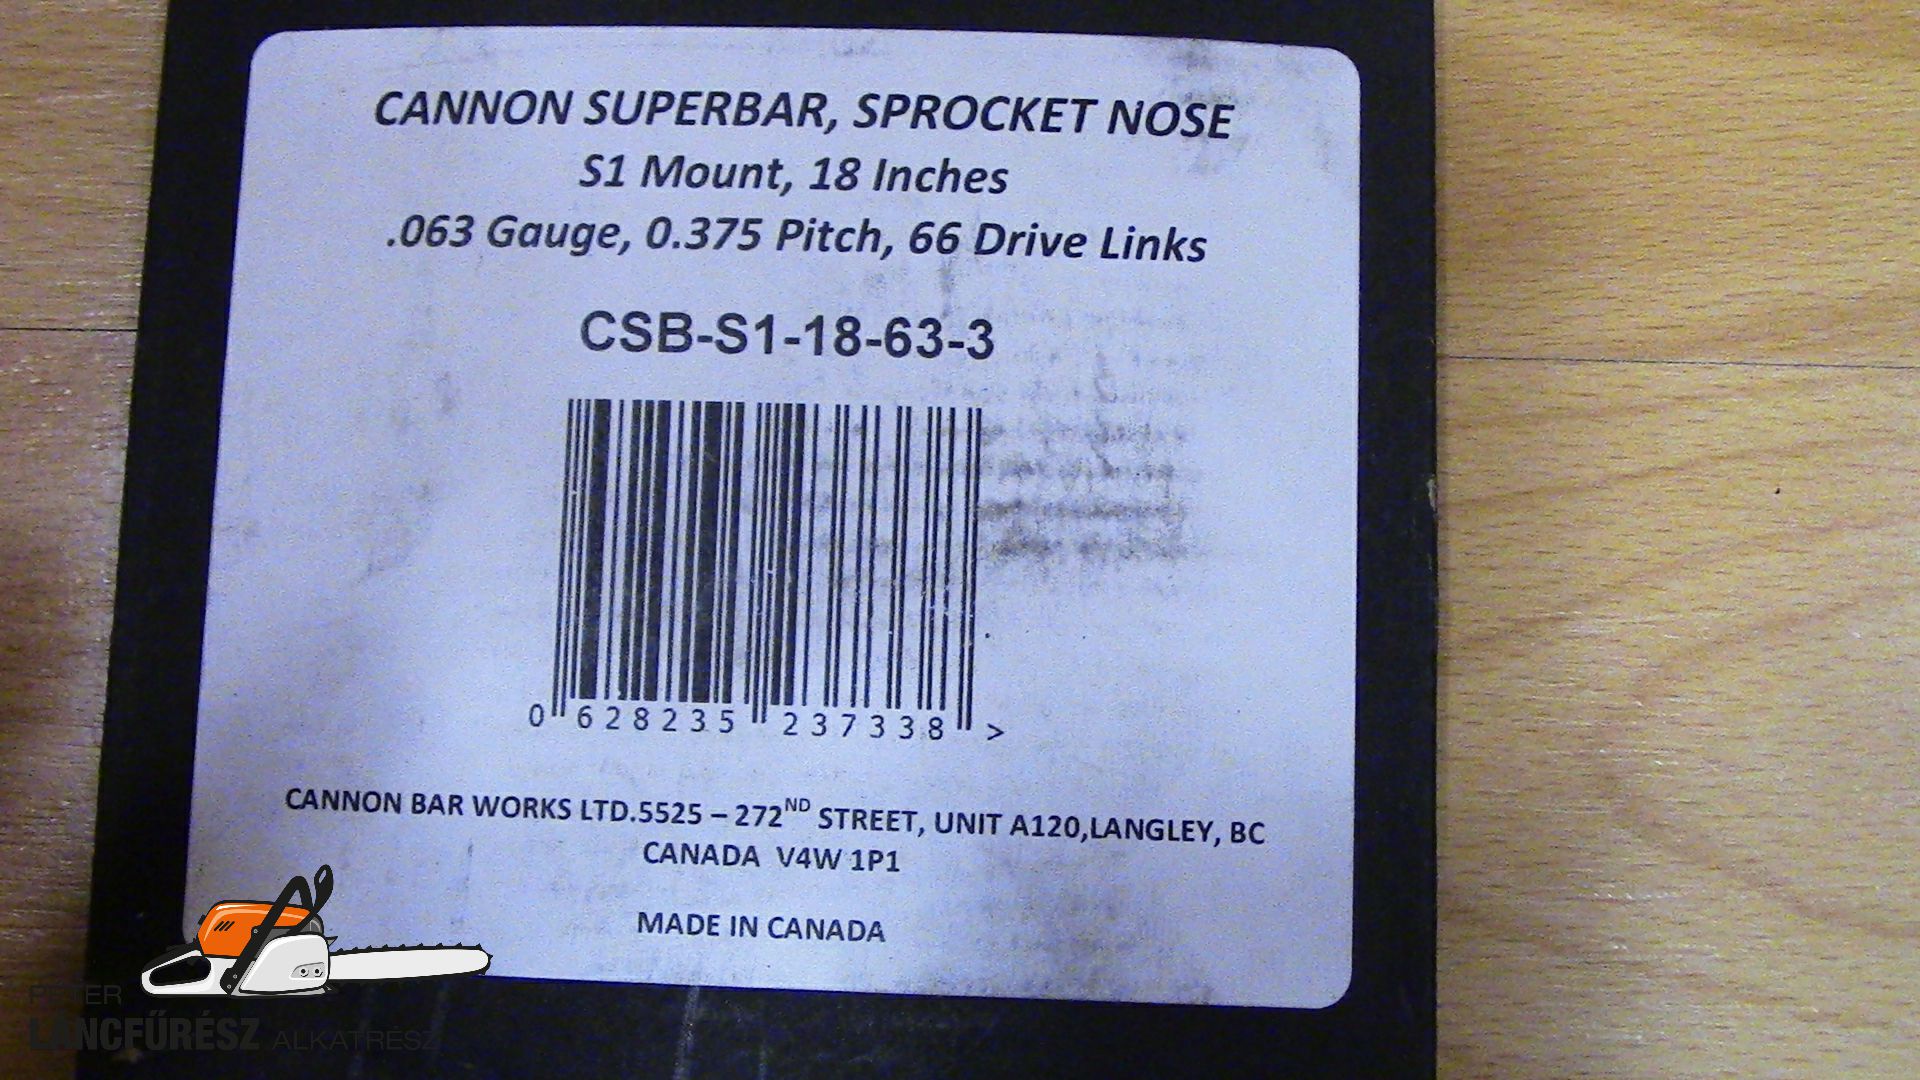 CANNON SUPERBAR, SPROCKET NOSE
S1 Mount, 18 Inches
.063 Gauge, 0.375 Pitch, 66 Drive Links
CSB-S1-18-63-3
0 628235 237338 >
CANNON BAR WORKS LTD.5525 – 272ND STREET, UNIT A120,LANGLEY, BC
CANADA V4W 1P1
MADE IN CANADA
PETER
LÁNCFŰRÉSZ ALKATRÉSZ